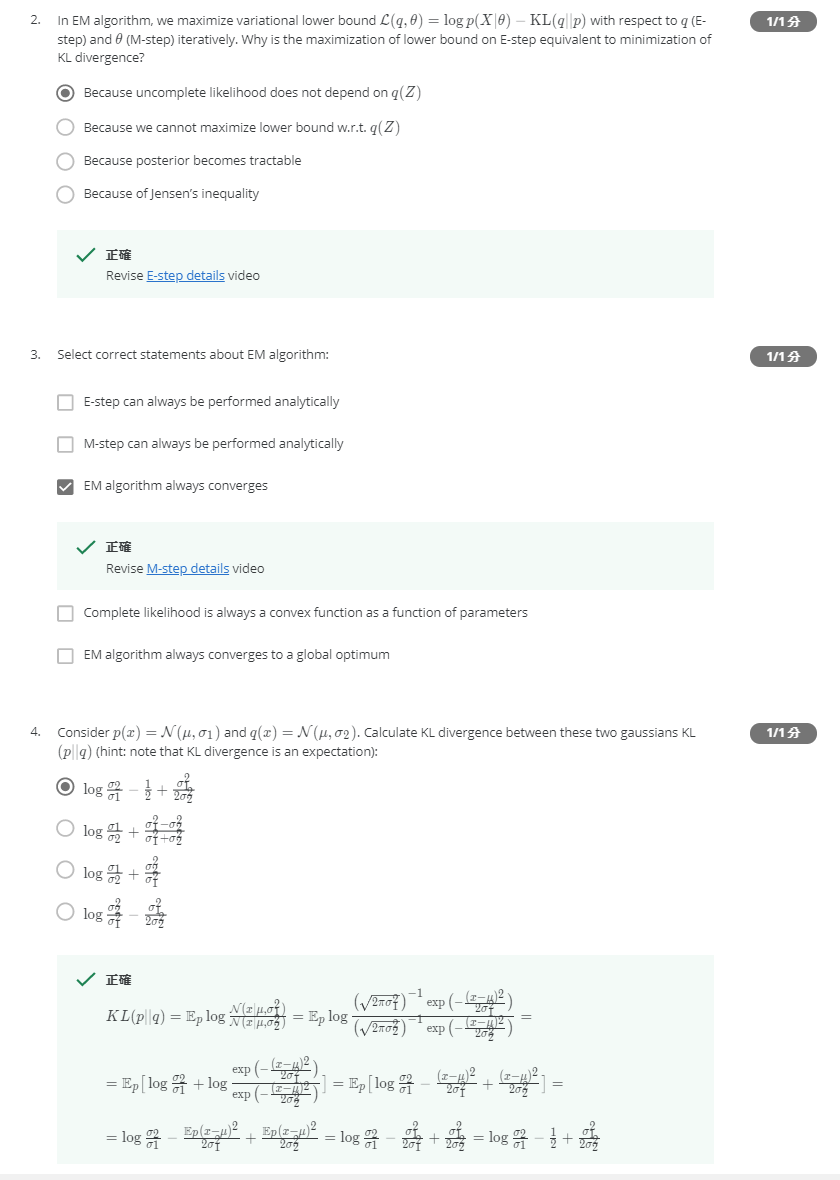 2. In EM algorithm, we maximize variational lower bound $\mathcal{L}(q, \theta) = \log p(X|\theta) - \mathrm{KL}(q||p)$ with respect to $q$ (E-
1/1 分
step) and $\theta$ (M-step) iteratively. Why is the maximization of lower bound on E-step equivalent to minimization of
KL divergence?
Because uncomplete likelihood does not depend on $q(Z)$
Because we cannot maximize lower bound w.r.t. $q(Z)$
Because posterior becomes tractable
Because of Jensen's inequality
正確
Revise E-step details video
3. Select correct statements about EM algorithm:
1/1 分
E-step can always be performed analytically
M-step can always be performed analytically
EM algorithm always converges
正確
Revise M-step details video
Complete likelihood is always a convex function as a function of parameters
EM algorithm always converges to a global optimum
4. Consider $p(x) = \mathcal{N}(\mu, \sigma_1)$ and $q(x) = \mathcal{N}(\mu, \sigma_2)$. Calculate KL divergence between these two gaussians KL
1/1 分
$(p||q)$ (hint: note that KL divergence is an expectation):
$\log \frac{\sigma_2}{\sigma_1} - \frac{1}{2} + \frac{\sigma_1^2}{2\sigma_2^2}$
$\log \frac{\sigma_1}{\sigma_2} + \frac{\sigma_1^2 - \sigma_2^2}{\sigma_1^2 + \sigma_2^2}$
$\log \frac{\sigma_1}{\sigma_2} + \frac{\sigma_2^2}{\sigma_1^2}$
$\log \frac{\sigma_2^2}{\sigma_1^2} - \frac{\sigma_1^2}{2\sigma_2^2}$
正確
$KL(p||q) = \mathbb{E}_p \log \frac{\mathcal{N}(x|\mu,\sigma_1^2)}{\mathcal{N}(x|\mu,\sigma_2^2)} = \mathbb{E}_p \log \frac{\left(\sqrt{2\pi\sigma_1^2}\right)^{-1} \exp\left(-\frac{(x-\mu)^2}{2\sigma_1^2}\right)}{\left(\sqrt{2\pi\sigma_2^2}\right)^{-1} \exp\left(-\frac{(x-\mu)^2}{2\sigma_2^2}\right)} =$
$= \mathbb{E}_p [\log \frac{\sigma_2}{\sigma_1} + \log \frac{\exp\left(-\frac{(x-\mu)^2}{2\sigma_1^2}\right)}{\exp\left(-\frac{(x-\mu)^2}{2\sigma_2^2}\right)}] = \mathbb{E}_p [\log \frac{\sigma_2}{\sigma_1} - \frac{(x-\mu)^2}{2\sigma_1^2} + \frac{(x-\mu)^2}{2\sigma_2^2}] =$
$= \log \frac{\sigma_2}{\sigma_1} - \frac{\mathbb{E}_p(x-\mu)^2}{2\sigma_1^2} + \frac{\mathbb{E}_p(x-\mu)^2}{2\sigma_2^2} = \log \frac{\sigma_2}{\sigma_1} - \frac{\sigma_1^2}{2\sigma_1^2} + \frac{\sigma_1^2}{2\sigma_2^2} = \log \frac{\sigma_2}{\sigma_1} - \frac{1}{2} + \frac{\sigma_1^2}{2\sigma_2^2}$